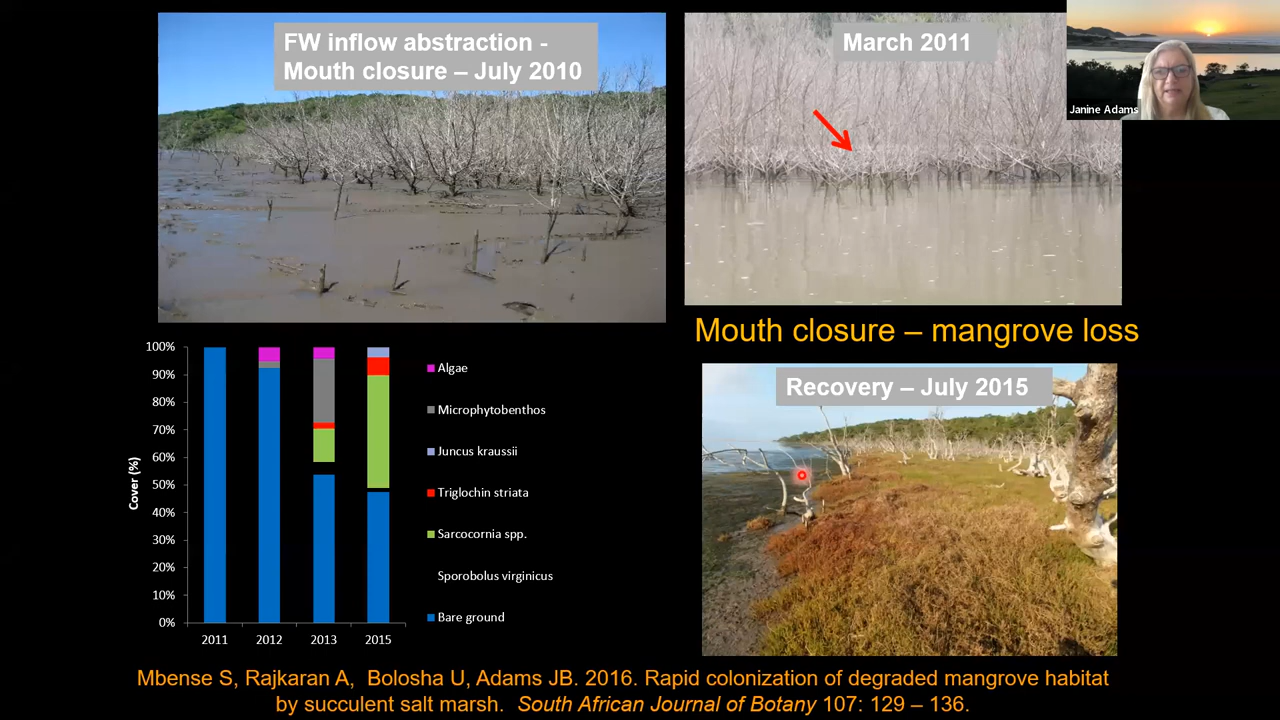 FW inflow abstraction -
Mouth closure – July 2010
March 2011
Janine Adams
Mouth closure – mangrove loss
Recovery – July 2015
Cover (%)
100%
90%
80%
70%
60%
50%
40%
30%
20%
10%
0%
2011 2012 2013 2015
Algae
Microphytobenthos
Juncus kraussii
Triglochin striata
Sarcocornia spp.
Sporobolus virginicus
Bare ground
Mbense S, Rajkaran A, Bolosha U, Adams JB. 2016. Rapid colonization of degraded mangrove habitat
by succulent salt marsh. South African Journal of Botany 107: 129 – 136.